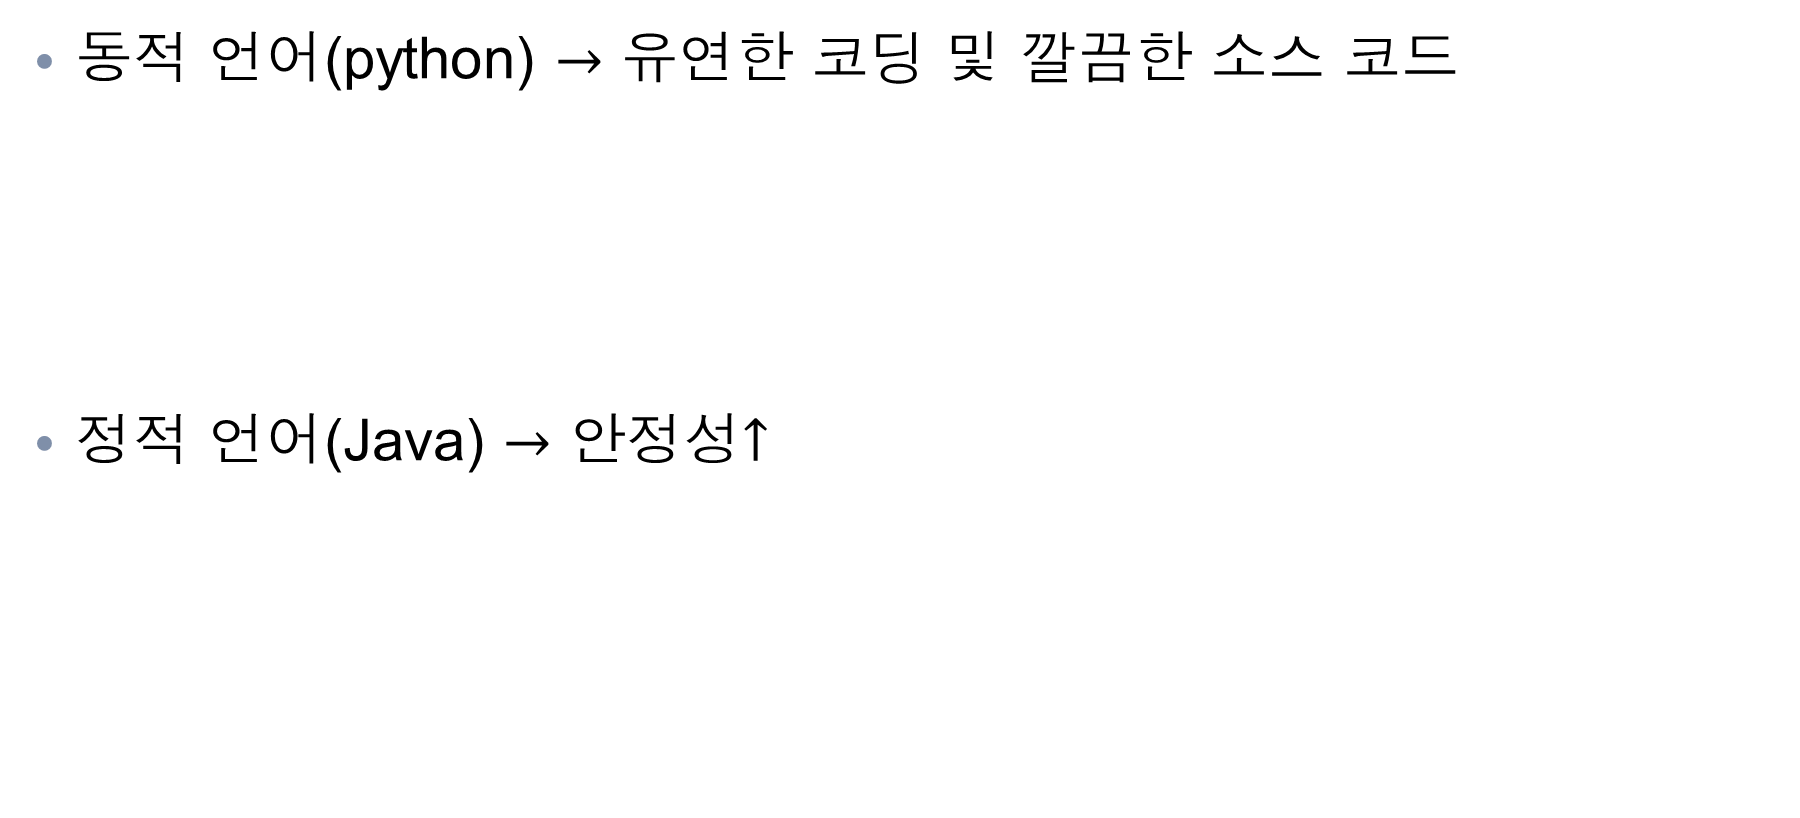 • 동적 언어(python) → 유연한 코딩 및 깔끔한 소스 코드
• 정적 언어(Java) → 안정성↑